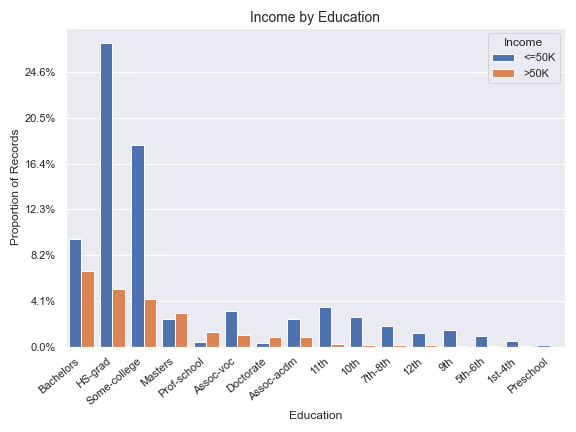 Income by Education
Income
<=50K
>50K
24.6%
20.5%
16.4%
12.3%
8.2%
4.1%
0.0%
Proportion of Records
Bachelors
HS-grad
Some-college
Masters
Prof-school
Assoc-voc
Doctorate
Assoc-acdm
11th
10th
7th-8th
12th
9th
5th-6th
1st-4th
Preschool
Education